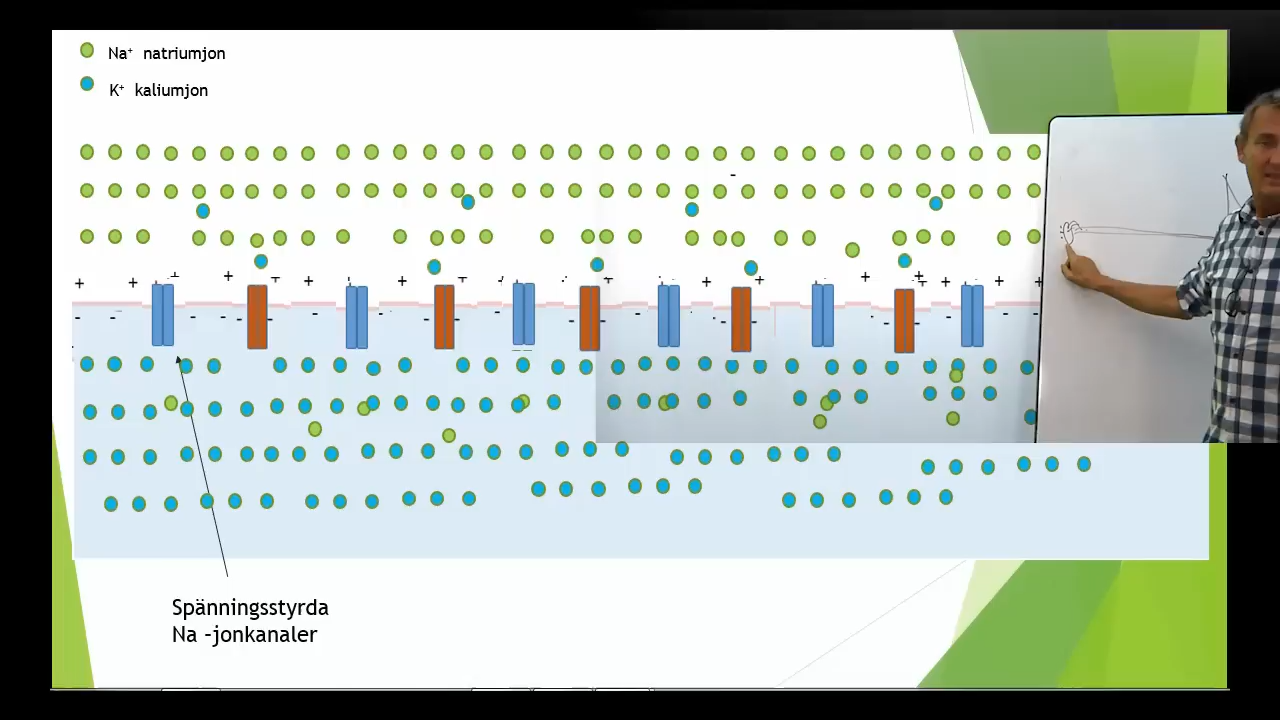 Na⁺ natriumjon
K⁺ kaliumjon
Spänningsstyrda
Na -jonkanaler